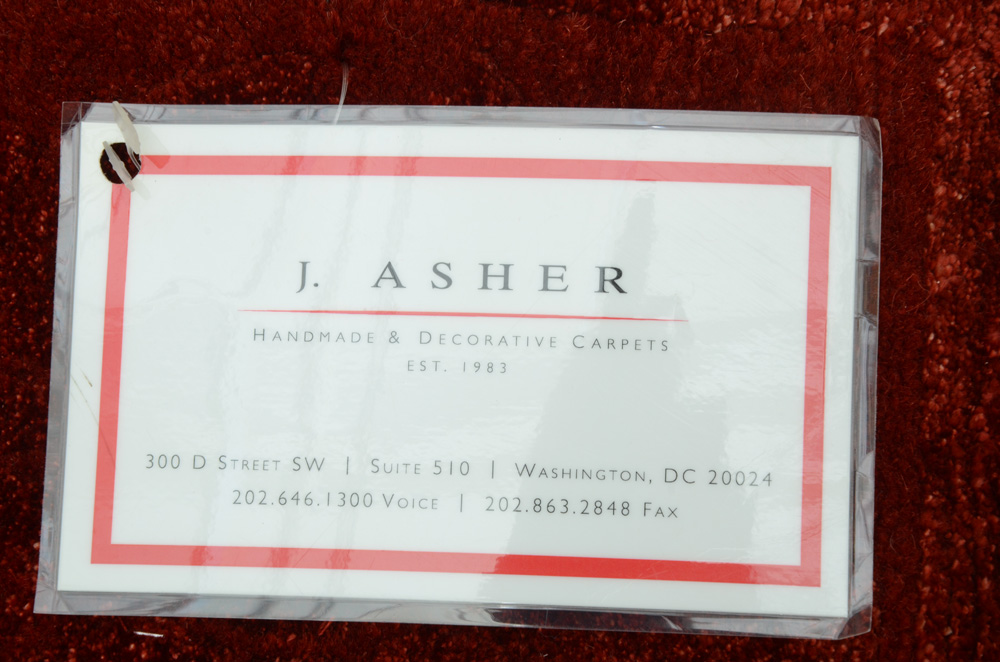 J. ASHER
HANDMADE & DECORATIVE CARPETS
EST. 1983
300 D STREET SW | SUITE 510 | WASHINGTON, DC 20024
202.646.1300 VOICE | 202.863.2848 FAX